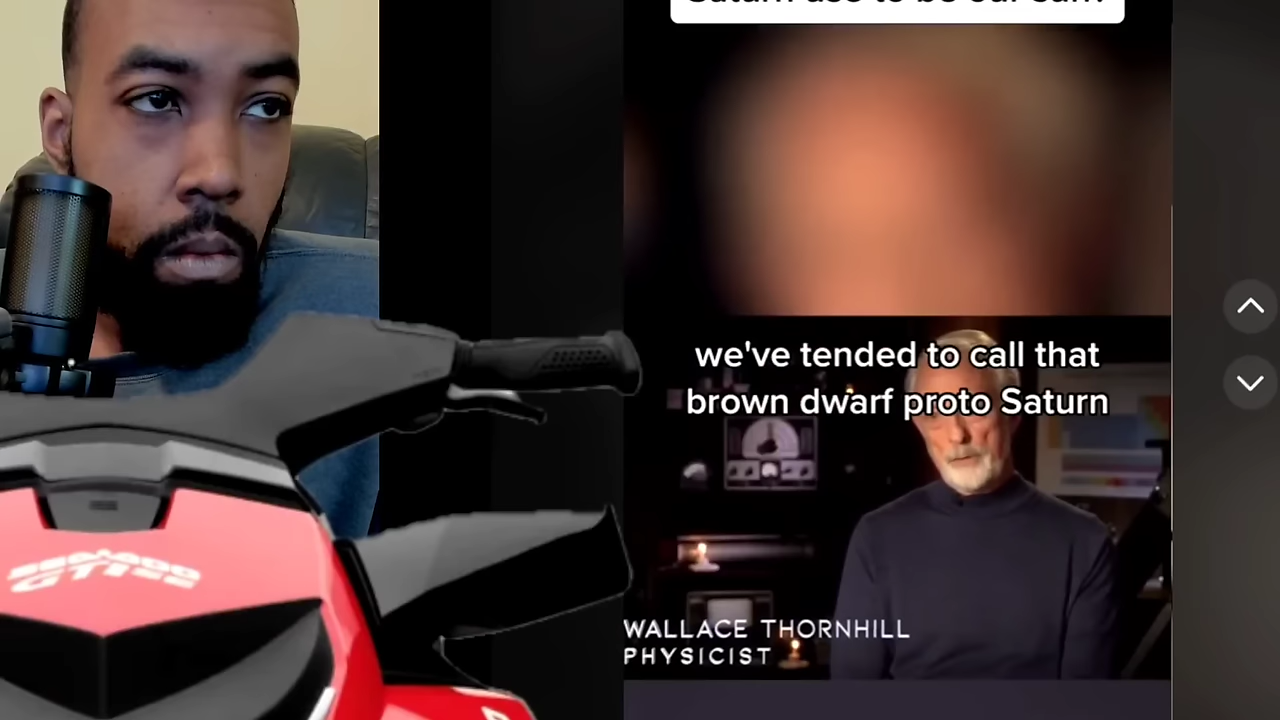 we've tended to call that
brown dwarf proto Saturn
WALLACE THORNHILL
PHYSICIST